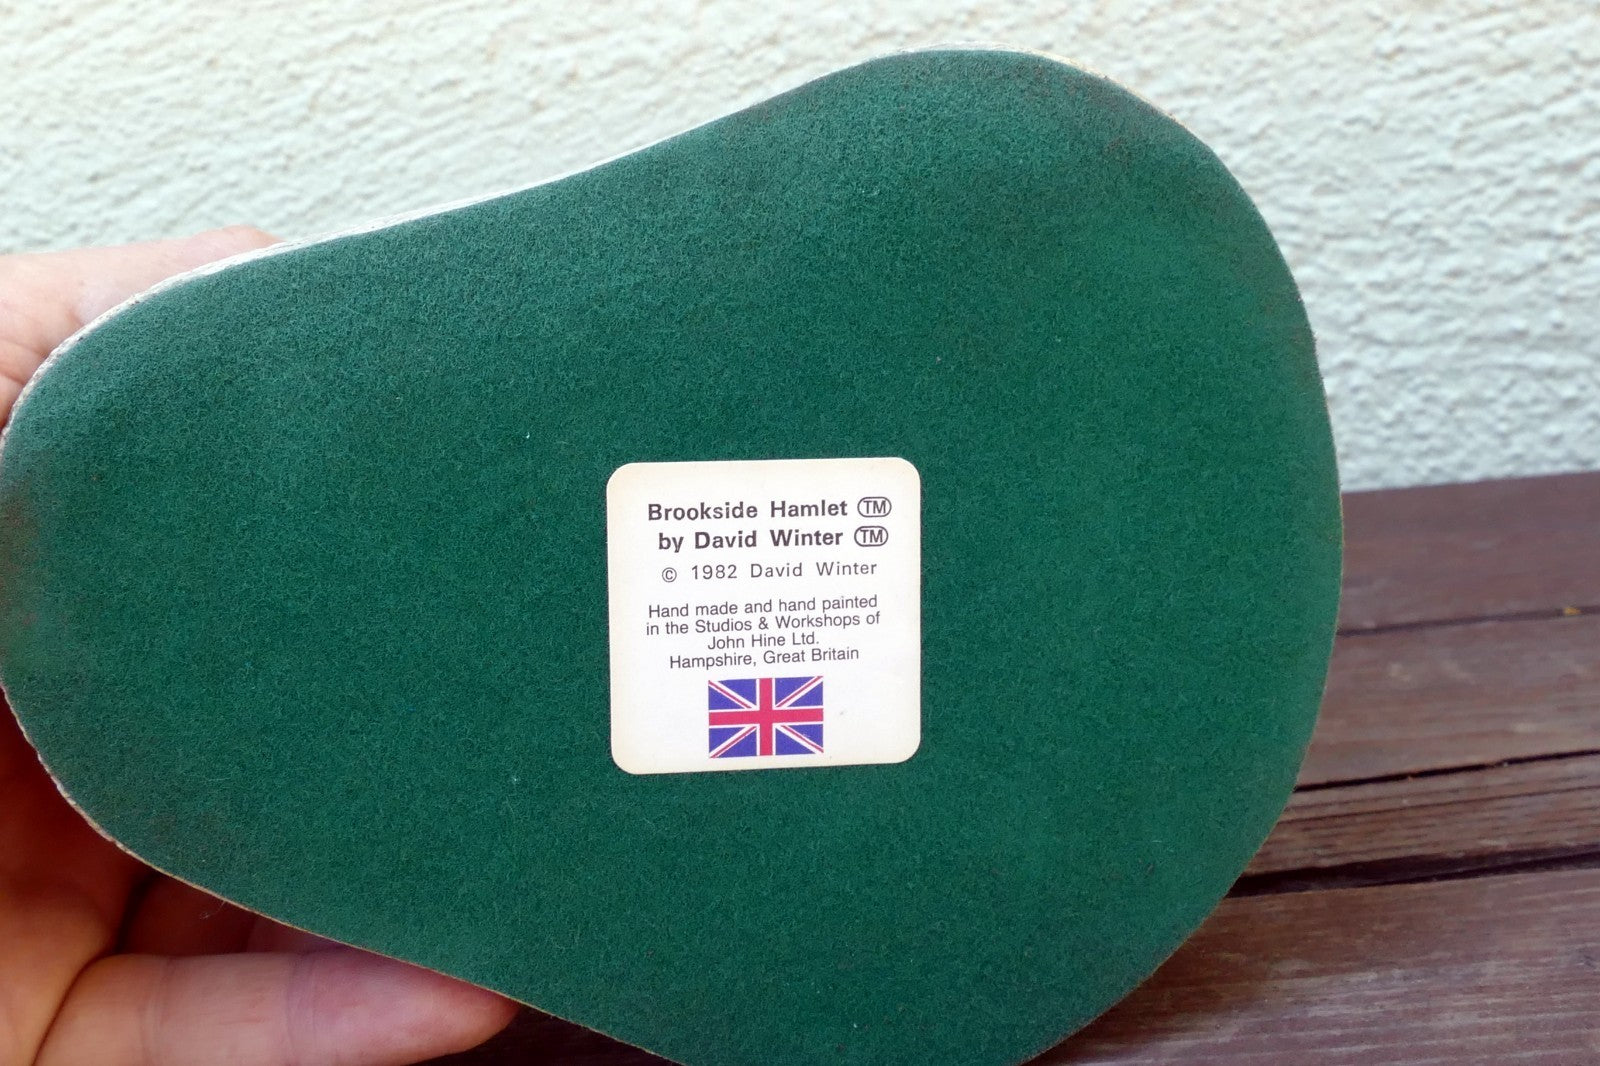 Brookside Hamlet TM
by David Winter TM
© 1982 David Winter
Hand made and hand painted
in the Studios & Workshops of
John Hine Ltd.
Hampshire, Great Britain